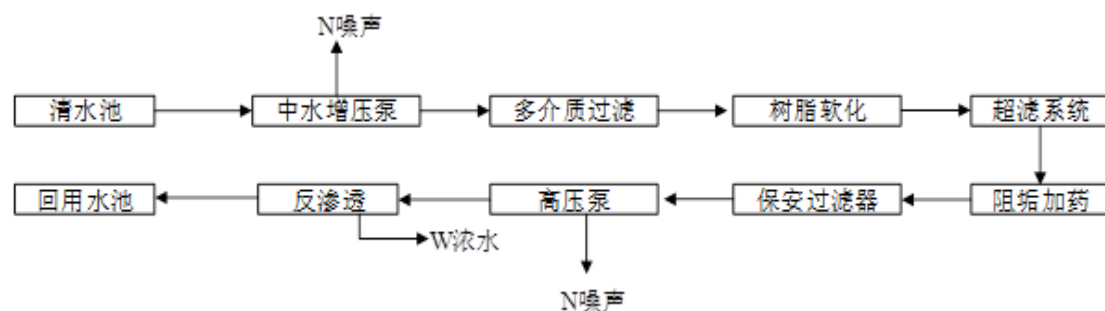 N噪声
清水池
中水增压泵
多介质过滤
树脂软化
超滤系统
回用水池
反渗透
高压泵
保安过滤器
阻垢加药
W浓水
N噪声